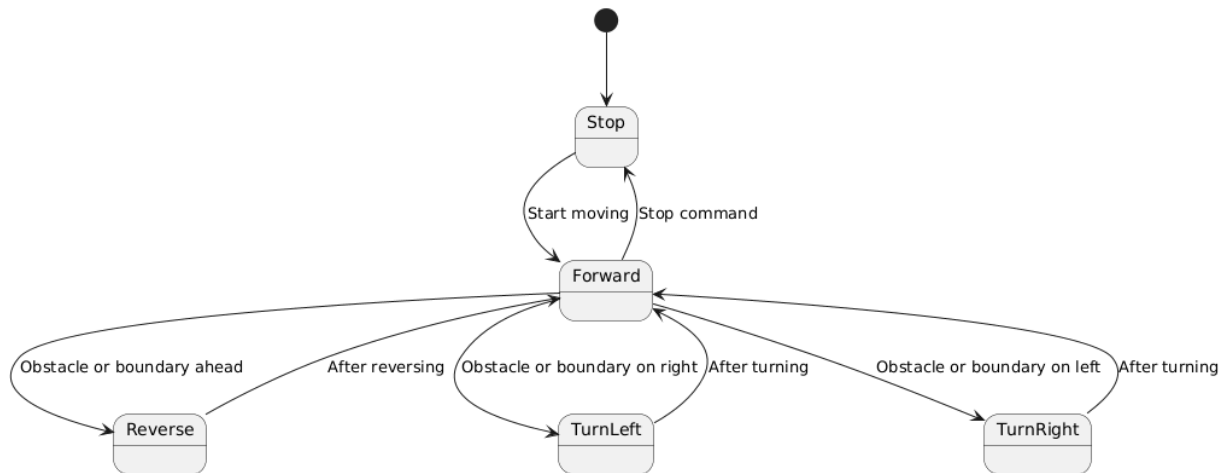 Stop
Start moving
Stop command
Forward
Obstacle or boundary ahead
After reversing
Obstacle or boundary on right
After turning
Obstacle or boundary on left
After turning
Reverse
TurnLeft
TurnRight